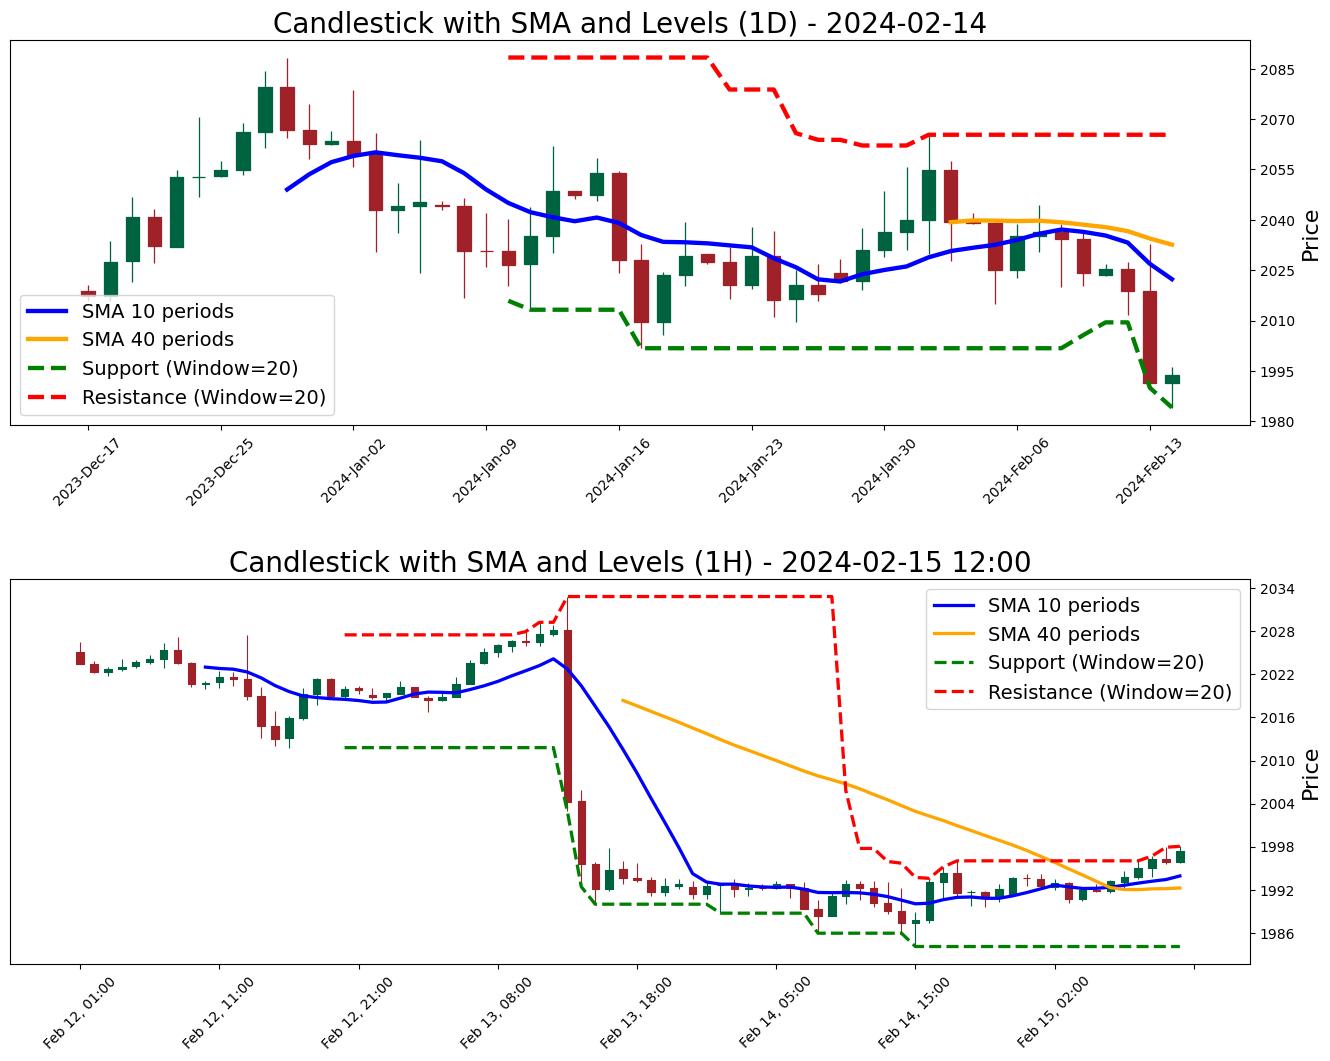 Candlestick with SMA and Levels (1D) - 2024-02-14
2085
2070
2055
2040
2025
2010
1995
1980
Price
SMA 10 periods
SMA 40 periods
Support (Window=20)
Resistance (Window=20)
2023-Dec-17
2023-Dec-25
2024-Jan-02
2024-Jan-09
2024-Jan-16
2024-Jan-23
2024-Jan-30
2024-Feb-06
2024-Feb-13
Candlestick with SMA and Levels (1H) - 2024-02-15 12:00
SMA 10 periods
SMA 40 periods
Support (Window=20)
Resistance (Window=20)
2034
2028
2022
2016
2010
2004
1998
1992
1986
Price
Feb 12, 01:00
Feb 12, 11:00
Feb 12, 21:00
Feb 13, 08:00
Feb 13, 18:00
Feb 14, 05:00
Feb 14, 15:00
Feb 15, 02:00